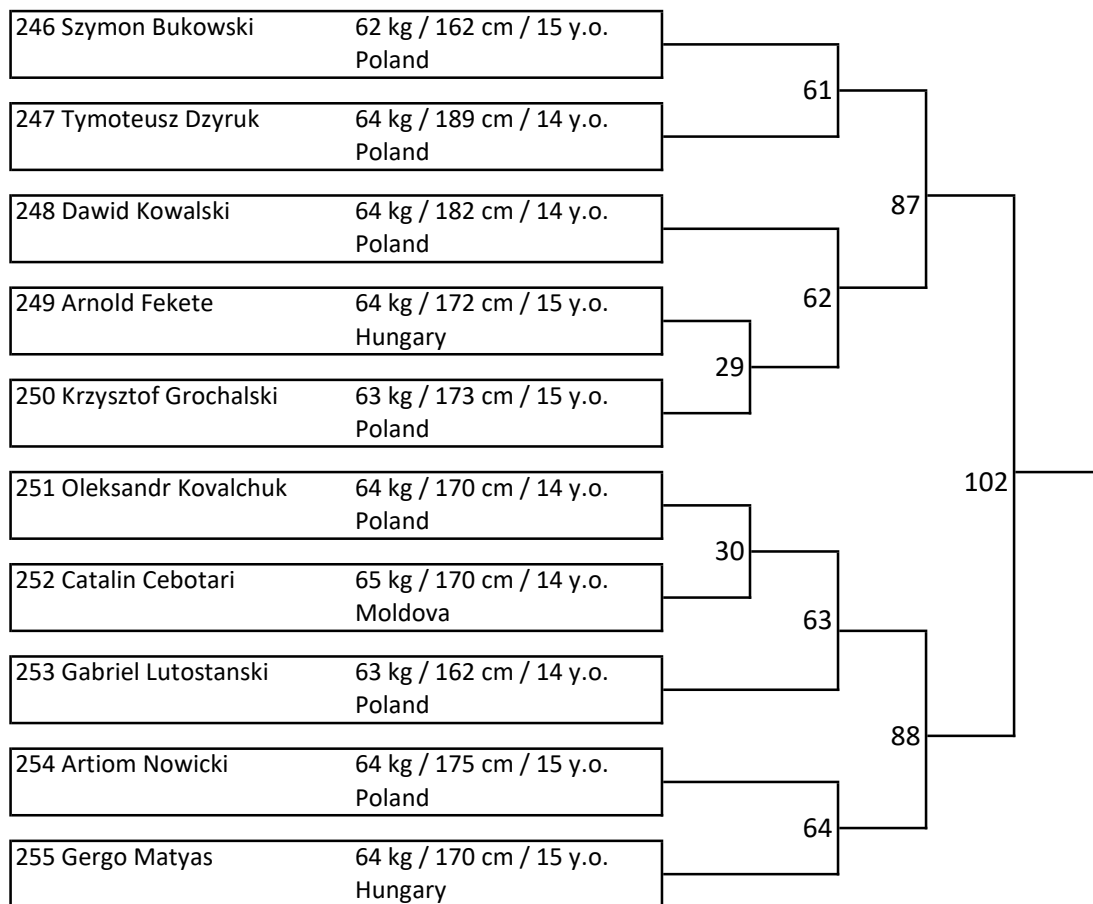 246 Szymon Bukowski 62 kg / 162 cm / 15 y.o.
Poland
61
247 Tymoteusz Dzyruk 64 kg / 189 cm / 14 y.o.
Poland
87
248 Dawid Kowalski 64 kg / 182 cm / 14 y.o.
Poland
62
249 Arnold Fekete 64 kg / 172 cm / 15 y.o.
Hungary
29
250 Krzysztof Grochalski 63 kg / 173 cm / 15 y.o.
Poland
102
251 Oleksandr Kovalchuk 64 kg / 170 cm / 14 y.o.
Poland
30
252 Catalin Cebotari 65 kg / 170 cm / 14 y.o.
Moldova
63
253 Gabriel Lutostanski 63 kg / 162 cm / 14 y.o.
Poland
88
254 Artiom Nowicki 64 kg / 175 cm / 15 y.o.
Poland
64
255 Gergo Matyas 64 kg / 170 cm / 15 y.o.
Hungary